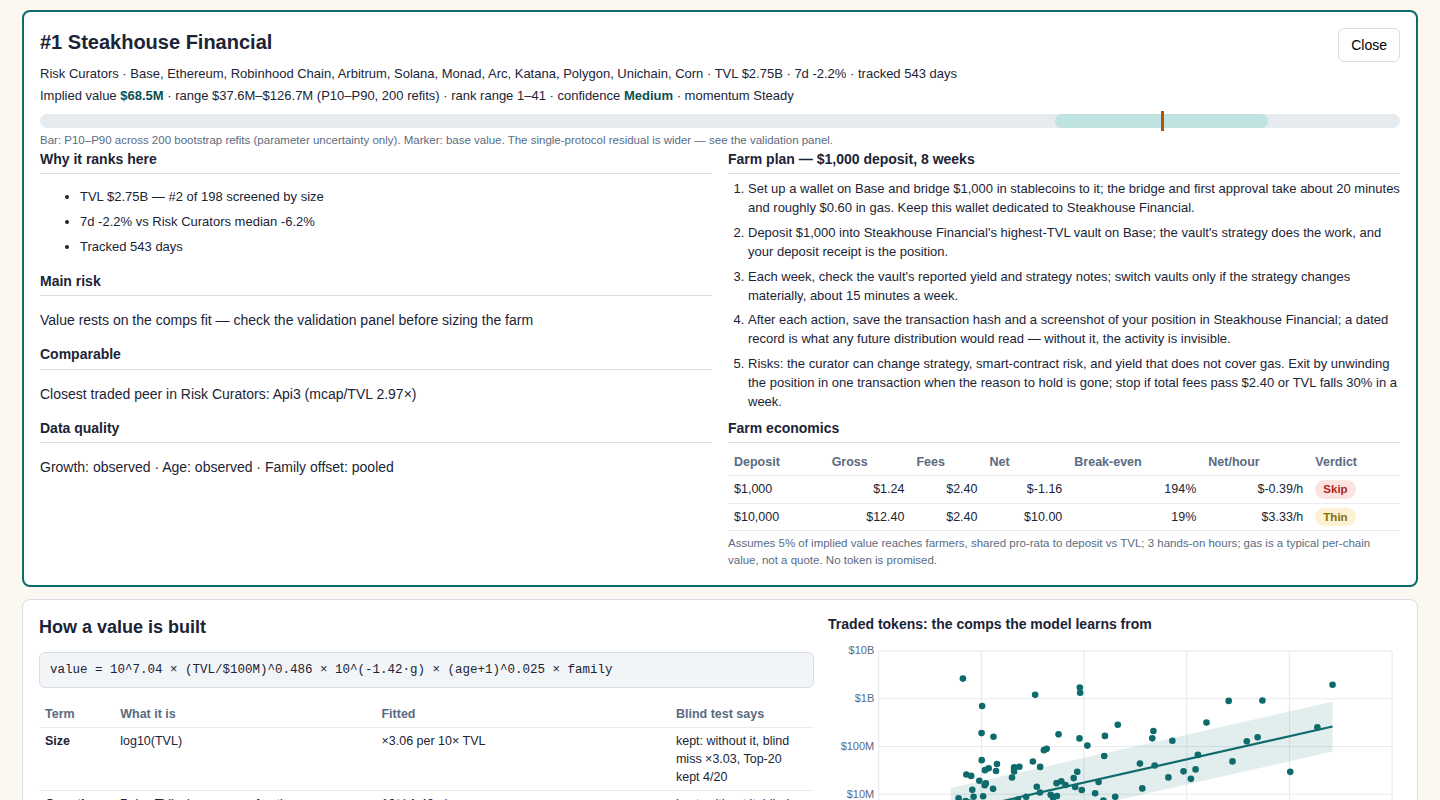 #1 Steakhouse Financial
Close
Risk Curators · Base, Ethereum, Robinhood Chain, Arbitrum, Solana, Monad, Arc, Katana, Polygon, Unichain, Corn · TVL $2.75B · 7d -2.2% · tracked 543 days
Implied value $68.5M · range $37.6M–$126.7M (P10–P90, 200 refits) · rank range 1–41 · confidence Medium · momentum Steady
Bar: P10–P90 across 200 bootstrap refits (parameter uncertainty only). Marker: base value. The single-protocol residual is wider — see the validation panel.
Why it ranks here
• TVL $2.75B — #2 of 198 screened by size
• 7d -2.2% vs Risk Curators median -6.2%
• Tracked 543 days
Main risk
Value rests on the comps fit — check the validation panel before sizing the farm
Comparable
Closest traded peer in Risk Curators: Api3 (mcap/TVL 2.97×)
Data quality
Growth: observed · Age: observed · Family offset: pooled
Farm plan — $1,000 deposit, 8 weeks
1. Set up a wallet on Base and bridge $1,000 in stablecoins to it; the bridge and first approval take about 20 minutes
and roughly $0.60 in gas. Keep this wallet dedicated to Steakhouse Financial.
2. Deposit $1,000 into Steakhouse Financial's highest-TVL vault on Base; the vault's strategy does the work, and
your deposit receipt is the position.
3. Each week, check the vault's reported yield and strategy notes; switch vaults only if the strategy changes
materially, about 15 minutes a week.
4. After each action, save the transaction hash and a screenshot of your position in Steakhouse Financial; a dated
record is what any future distribution would read — without it, the activity is invisible.
5. Risks: the curator can change strategy, smart-contract risk, and yield that does not cover gas. Exit by unwinding
the position in one transaction when the reason to hold is gone; stop if total fees pass $2.40 or TVL falls 30% in a
week.
Farm economics
Deposit Gross Fees Net Break-even Net/hour Verdict
$1,000 $1.24 $2.40 $-1.16 194% $-0.39/h Skip
$10,000 $12.40 $2.40 $10.00 19% $3.33/h Thin
Assumes 5% of implied value reaches farmers, shared pro-rata to deposit vs TVL; 3 hands-on hours; gas is a typical per-chain
value, not a quote. No token is promised.
How a value is built
value = 10^7.04 × (TVL/$100M)^0.486 × 10^(-1.42·g) × (age+1)^0.025 × family
Term What it is Fitted Blind test says
Size log10(TVL) ×3.06 per 10× TVL kept: without it, blind
miss ×3.03, Top-20
kept 4/20
Traded tokens: the comps the model learns from
$10B
$1B
$100M
$10M